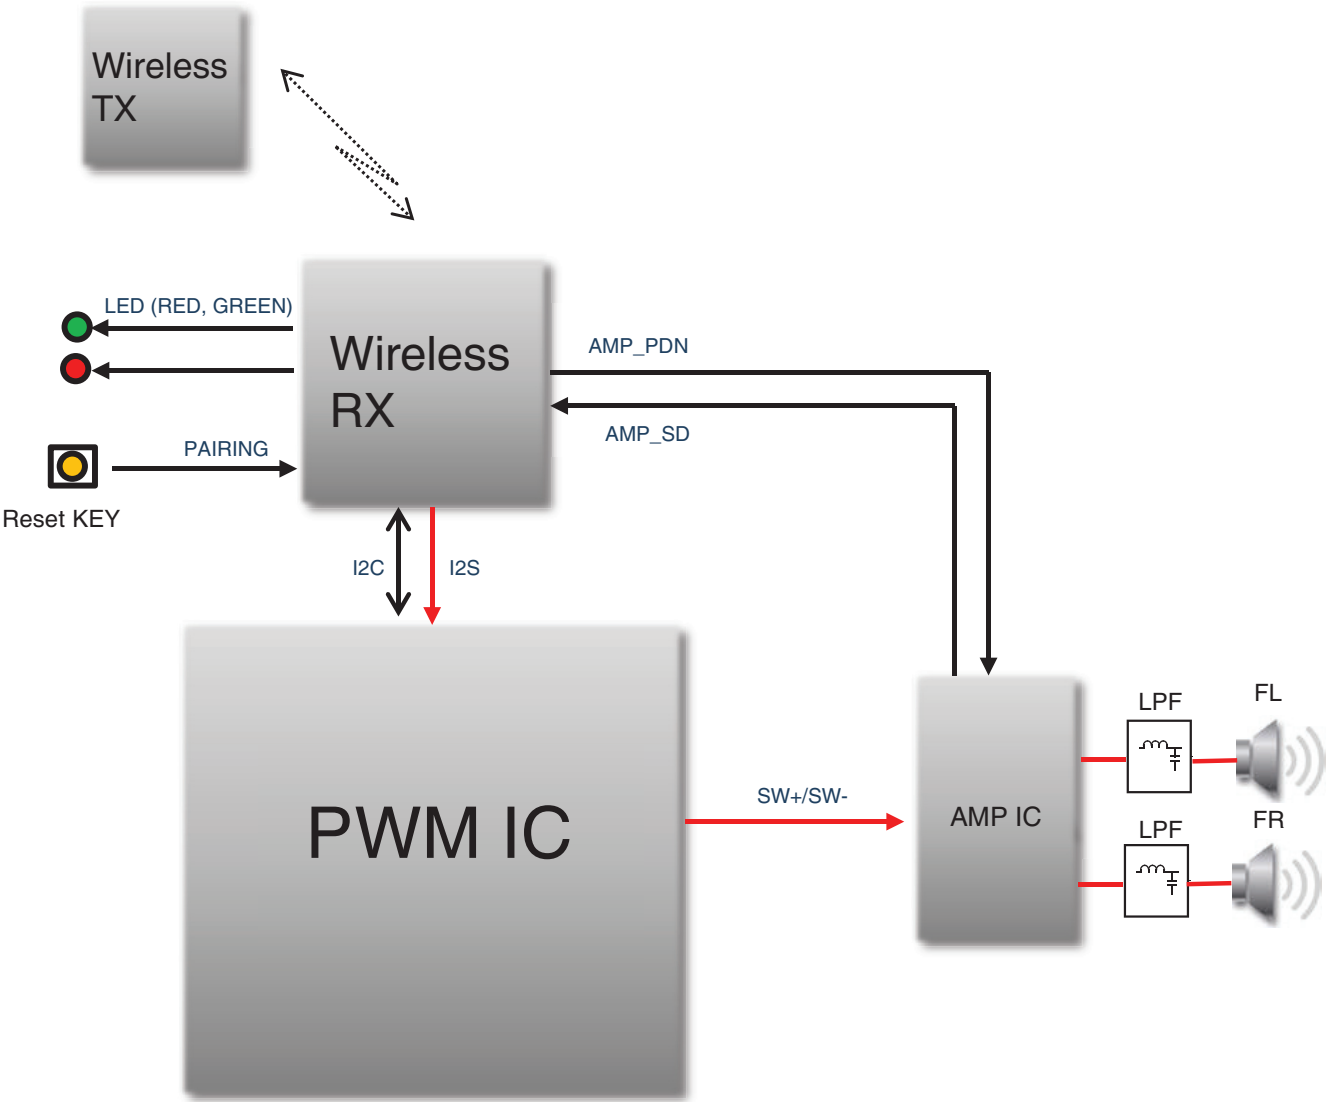 Wireless
TX
LED (RED, GREEN)
Wireless
RX
AMP_PDN
AMP_SD
PAIRING
Reset KEY
I2C
I2S
PWM IC
SW+/SW-
AMP IC
LPF
FL
LPF
FR